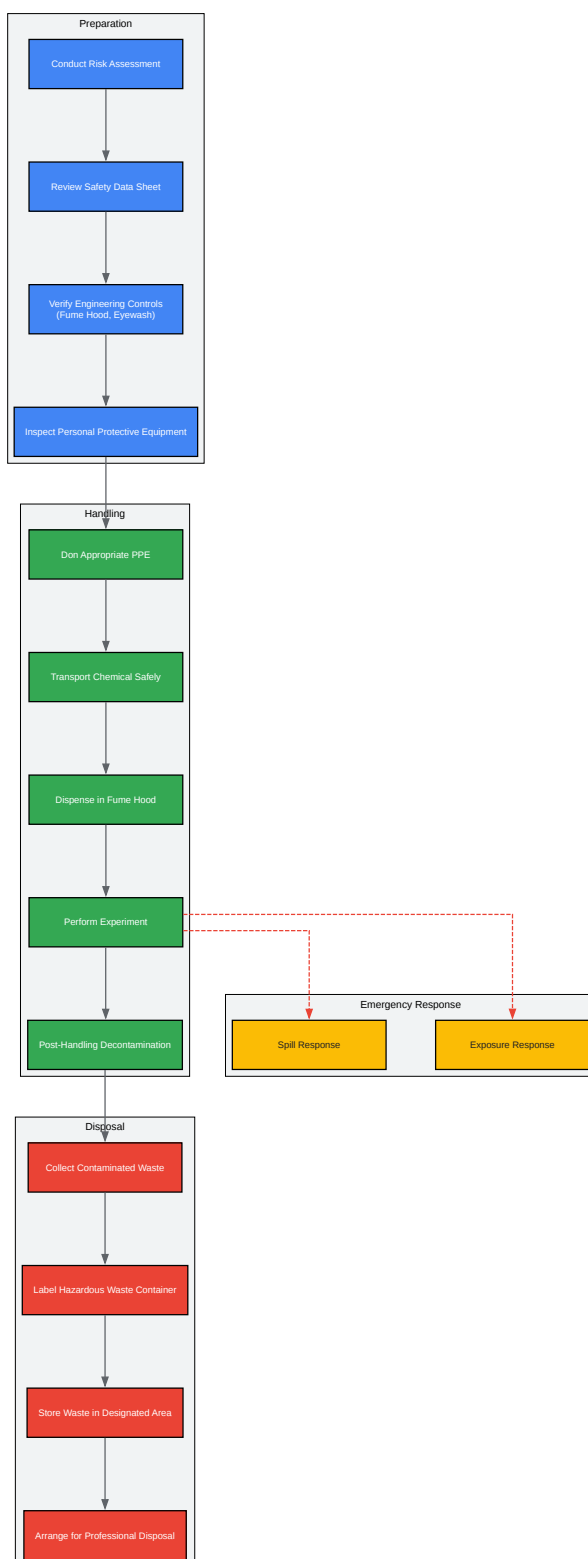 Preparation
Conduct Risk Assessment
Review Safety Data Sheet
Verify Engineering Controls
(Fume Hood, Eyewash)
Inspect Personal Protective Equipment
Handling
Don Appropriate PPE
Transport Chemical Safely
Dispense in Fume Hood
Perform Experiment
Emergency Response
Post-Handling Decontamination
Spill Response
Exposure Response
Disposal
Collect Contaminated Waste
Label Hazardous Waste Container
Store Waste in Designated Area
Arrange for Professional Disposal